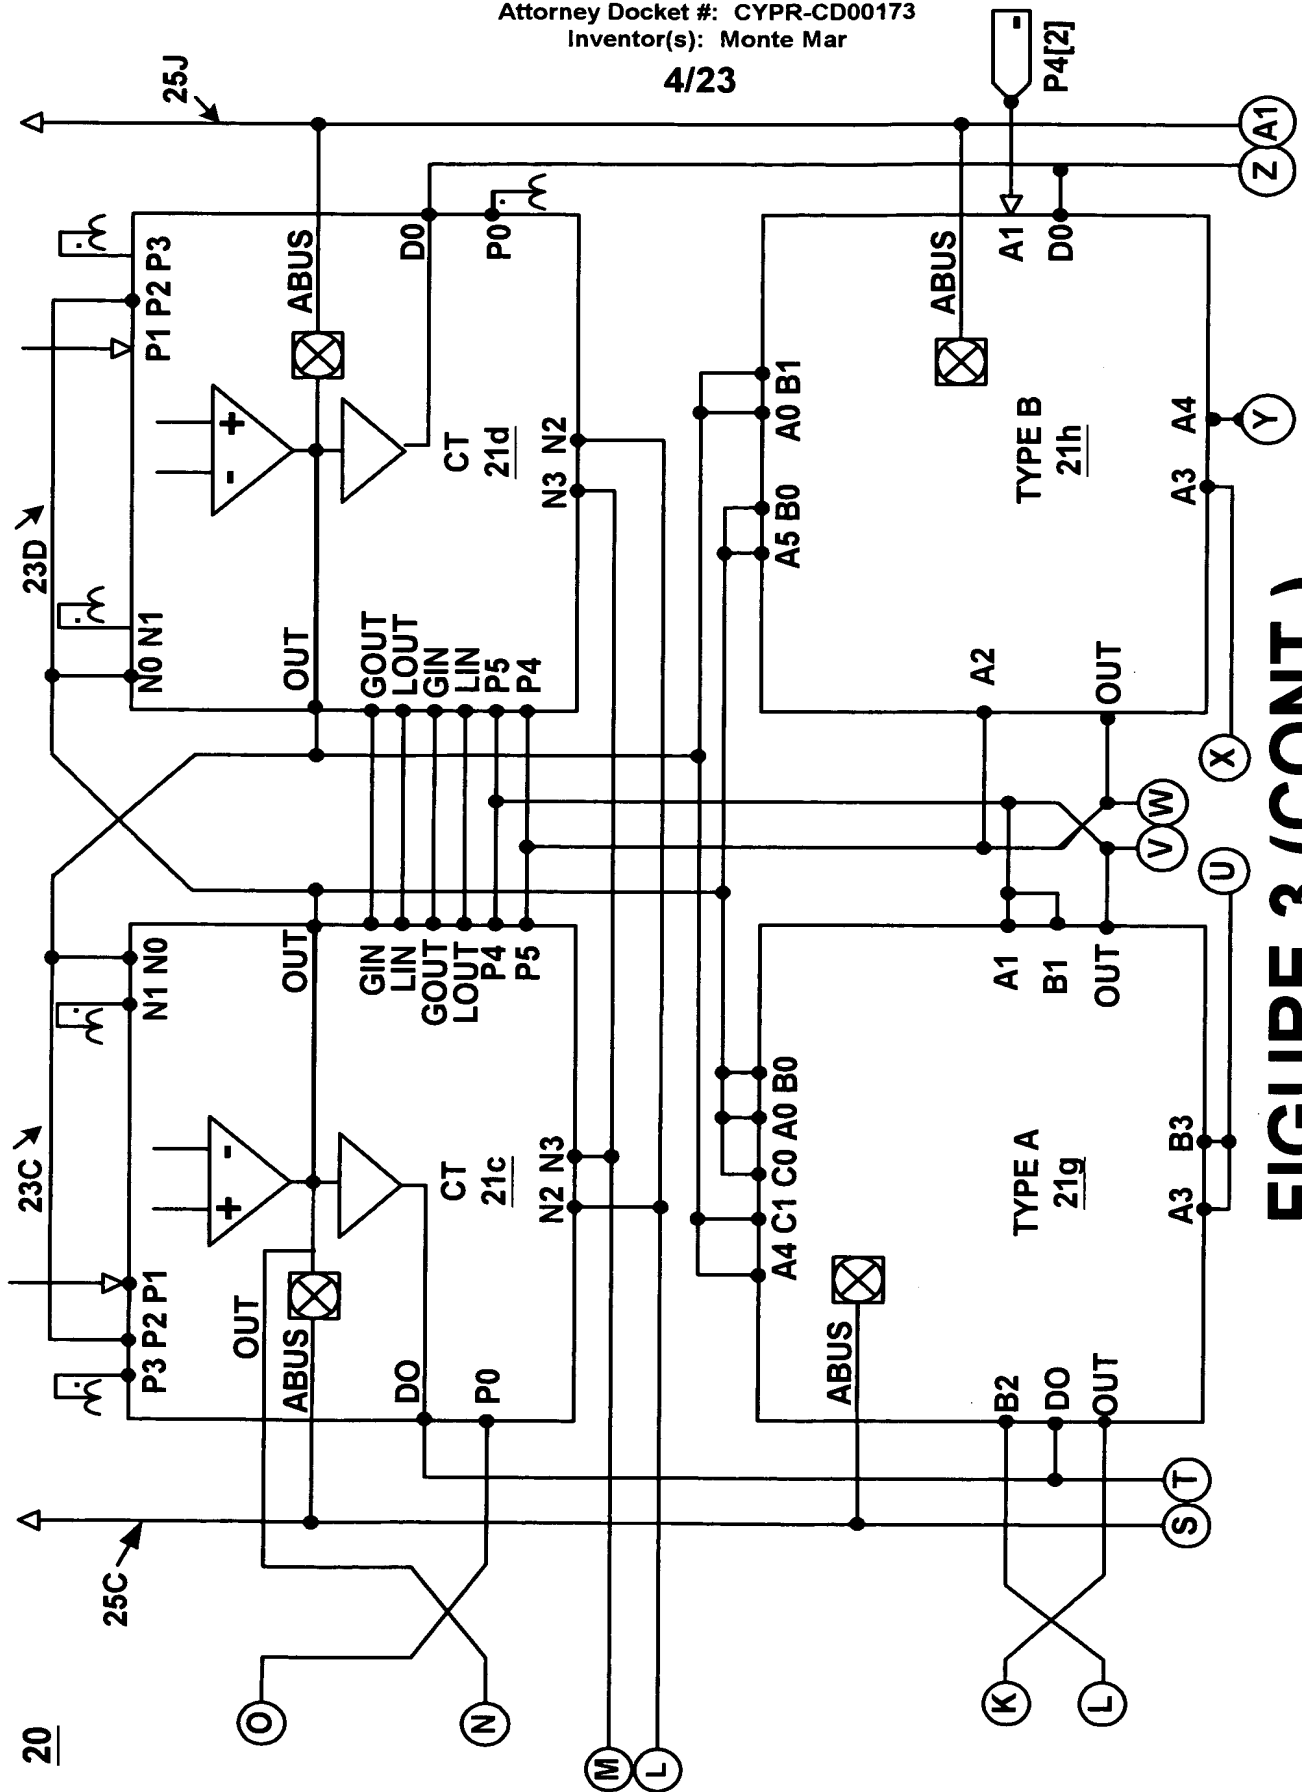 Attorney Docket #: CYPR-CD00173
Inventor(s): Monte Mar
4/23
20
23C
23D
25C
25J
P3 P2 P1
N1 N0
N0 N1
P1 P2 P3
OUT
OUT
ABUS
DO
P0
+
-
CT
21c
N2 N3
GIN
LIN
GOUT
LOUT
P4
P5
OUT
GOUT
LOUT
GIN
LIN
P5
P4
-
+
CT
21d
N3 N2
ABUS
D0
P0
O
N
M
L
ABUS
A4 C1 C0 A0 B0
TYPE A
21g
B2
DO
OUT
A3
B3
A1
B1
OUT
K
L
S
T
U
V
W
X
A5 B0
A0 B1
TYPE B
21h
A2
OUT
A3
A4
ABUS
A1
D0
P4[2]
-
Y
Z
A1
FIGURE 3 (CONT.)